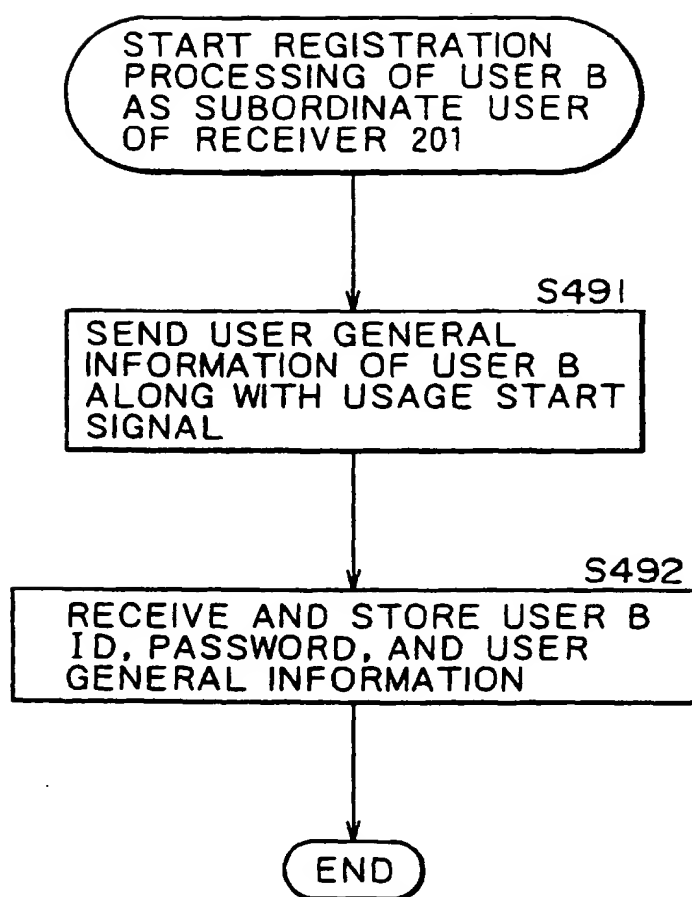 START REGISTRATION
PROCESSING OF USER B
AS SUBORDINATE USER
OF RECEIVER 201
S491
SEND USER GENERAL
INFORMATION OF USER B
ALONG WITH USAGE START
SIGNAL
S492
RECEIVE AND STORE USER B
ID, PASSWORD, AND USER
GENERAL INFORMATION
END